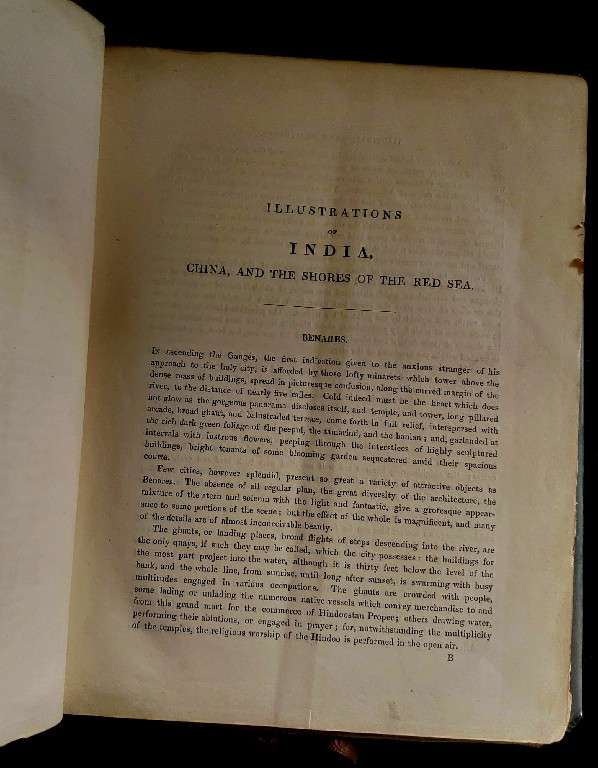 ILLUSTRATIONS
OF
INDIA,
CHINA, AND THE SHORES OF THE RED SEA.
BENARES.
In ascending the Ganges, the first indication given to the anxious stranger of his
approach to the holy city, is afforded by those lofty minarets which tower above the
dense mass of buildings, spread in picturesque confusion, along the curved margin of the
river, to the distance of nearly five miles. Cold indeed must be the heart which does
not glow as the gorgeous panorama discloses itself, and temple, and tower, long pillared
arcade, broad ghaut, and balustraded terrace, come forth in full relief, interspersed with
the rich dark green foliage of the peepul, the tamarind, and the banian; and, garlanded at
intervals with lustrous flowers, peeping through the interstices of highly sculptured
buildings, bright tenants of some blooming garden sequestered amid their spacious
courts.
Few cities, however splendid, present so great a variety of attractive objects as
Benares. The absence of all regular plan, the great diversity of the architecture, the
mixture of the stern and solemn with the light and fantastic, give a grotesque appear-
ance to some portions of the scene; but the effect of the whole is magnificent, and many
of the details are of almost inconceivable beauty.
The ghauts, or landing places, broad flights of steps descending into the river, are
the only quays, if such they may be called, which the city possesses: the buildings for
the most part project into the water, although it is thirty feet below the level of the
bank, and the whole line, from sunrise, until long after sunset, is swarming with busy
multitudes engaged in various occupations. The ghauts are crowded with people,
some lading or unlading the numerous native vessels which convey merchandise to and
from this grand mart for the commerce of Hindoostan Proper; others drawing water,
performing their ablutions, or engaged in prayer; for, notwithstanding the multiplicity
of the temples, the religious worship of the Hindoo is performed in the open air.
B